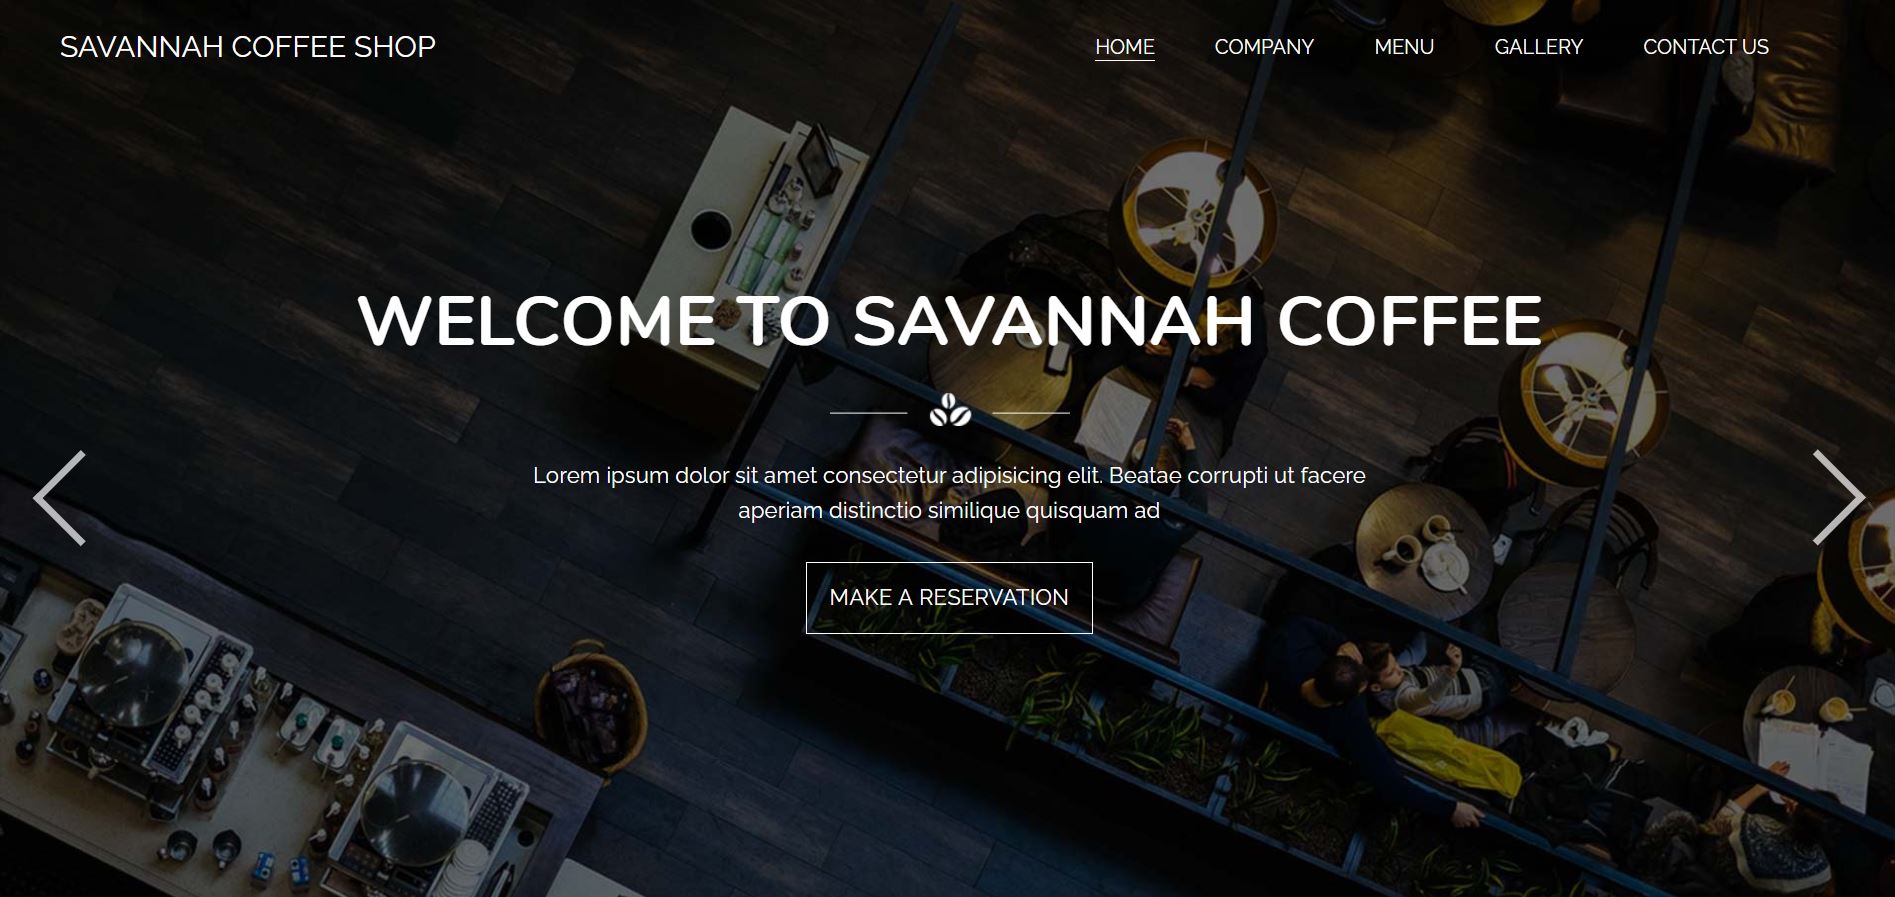 SAVANNAH COFFEE SHOP
HOME COMPANY MENU GALLERY CONTACT US
WELCOME TO SAVANNAH COFFEE
Lorem ipsum dolor sit amet consectetur adipisicing elit. Beatae corrupti ut facere
aperiam distinctio similique quisquam ad
MAKE A RESERVATION